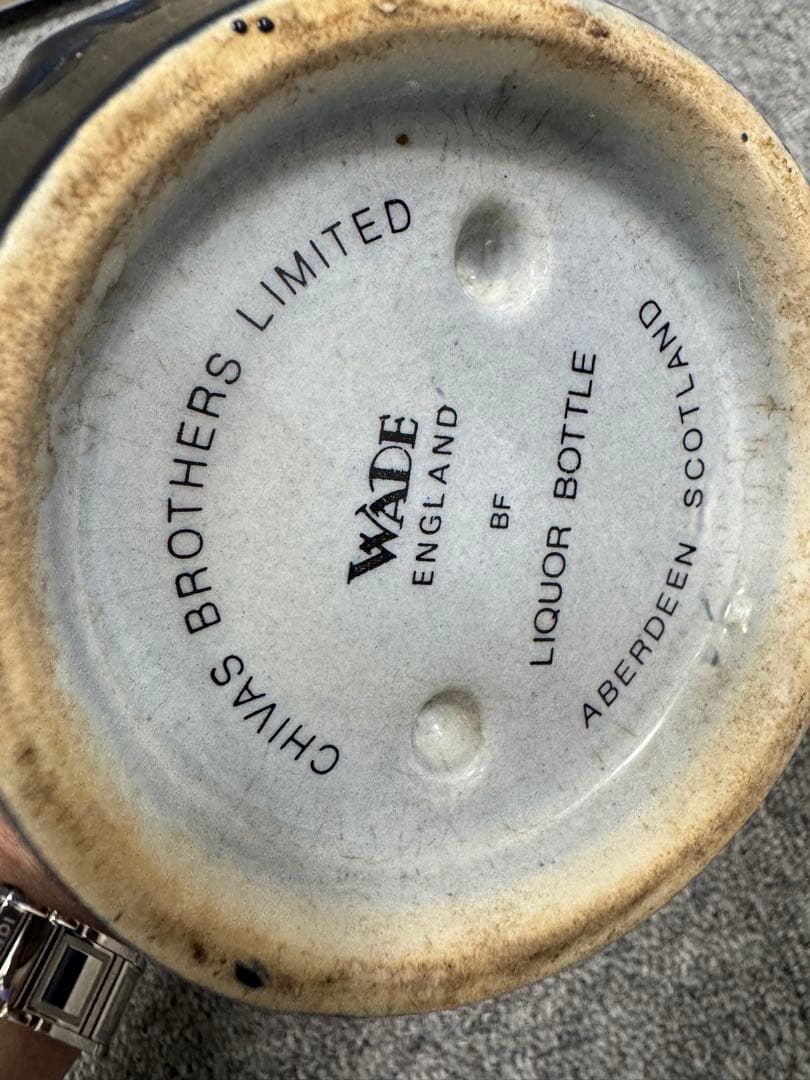 CHIVAS BROTHERS LIMITED
WADE
ENGLAND
BF
LIQUOR BOTTLE
ABERDEEN SCOTLAND